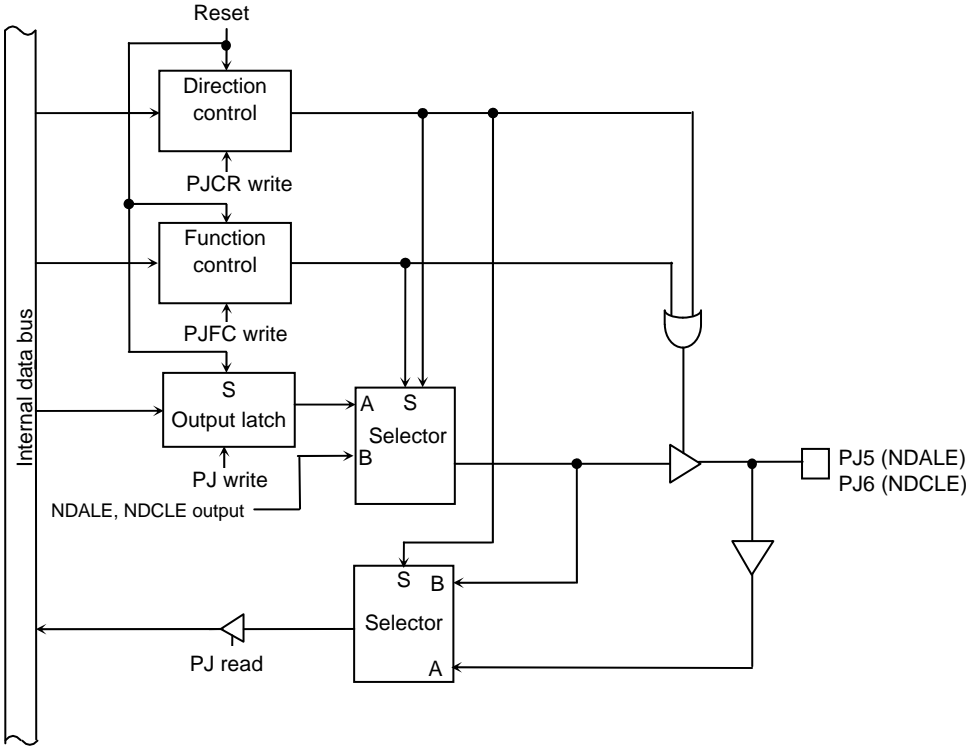 Reset
Direction
control
PJCR write
Function
control
PJFC write
Internal data bus
S
Output latch
A
S
Selector
B
PJ write
NDALE, NDCLE output
PJ5 (NDALE)
PJ6 (NDCLE)
S
B
Selector
A
PJ read